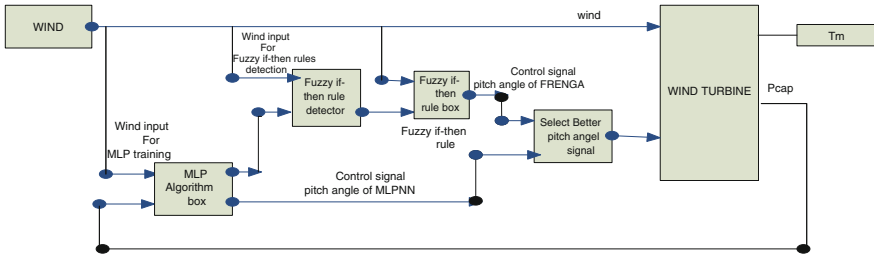 WIND
wind
Tm
Wind input
For
Fuzzy if-then rules
detection
Fuzzy if-
then rule
detector
Fuzzy if-
then
rule box
Control signal
pitch angle of FRENGA
WIND TURBINE
Pcap
Select Better
pitch angel
signal
Fuzzy if-then
rule
Wind input
For
MLP training
MLP
Algorithm
box
Control signal
pitch angle of MLPNN